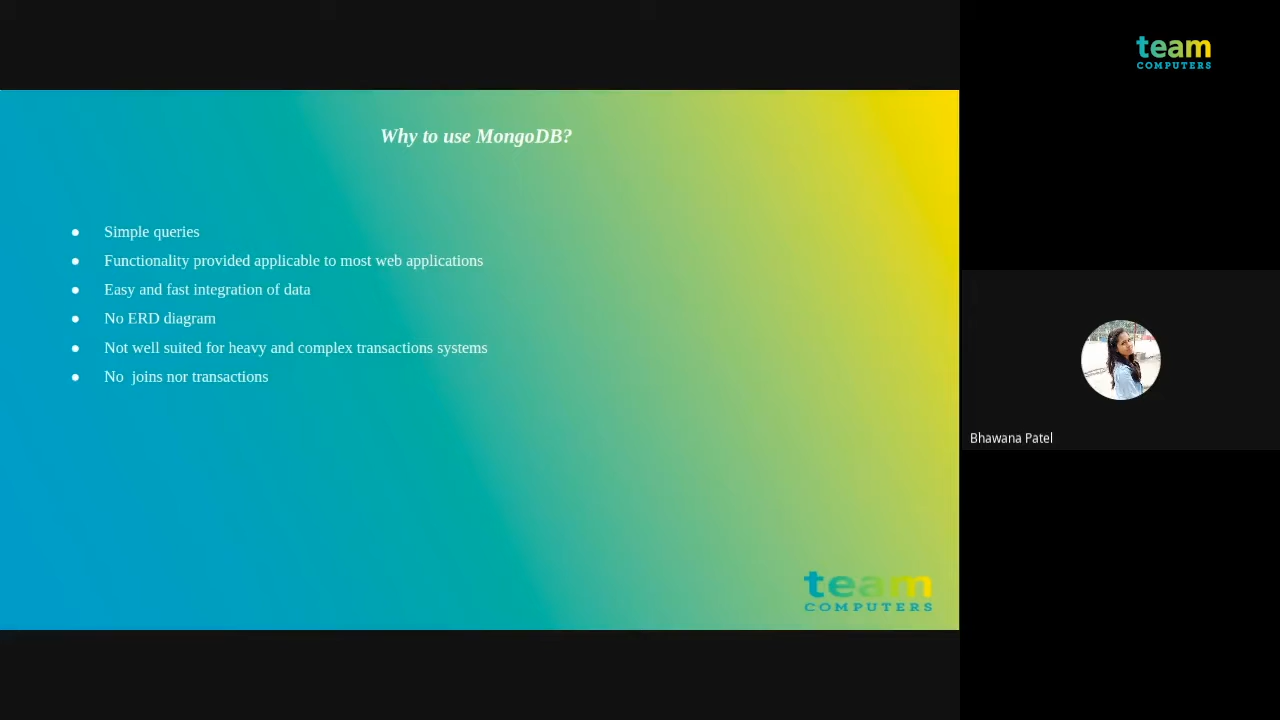 team
COMPUTERS
Why to use MongoDB?
● Simple queries
● Functionality provided applicable to most web applications
● Easy and fast integration of data
● No ERD diagram
● Not well suited for heavy and complex transactions systems
● No  joins nor transactions
Bhawana Patel
team
COMPUTERS